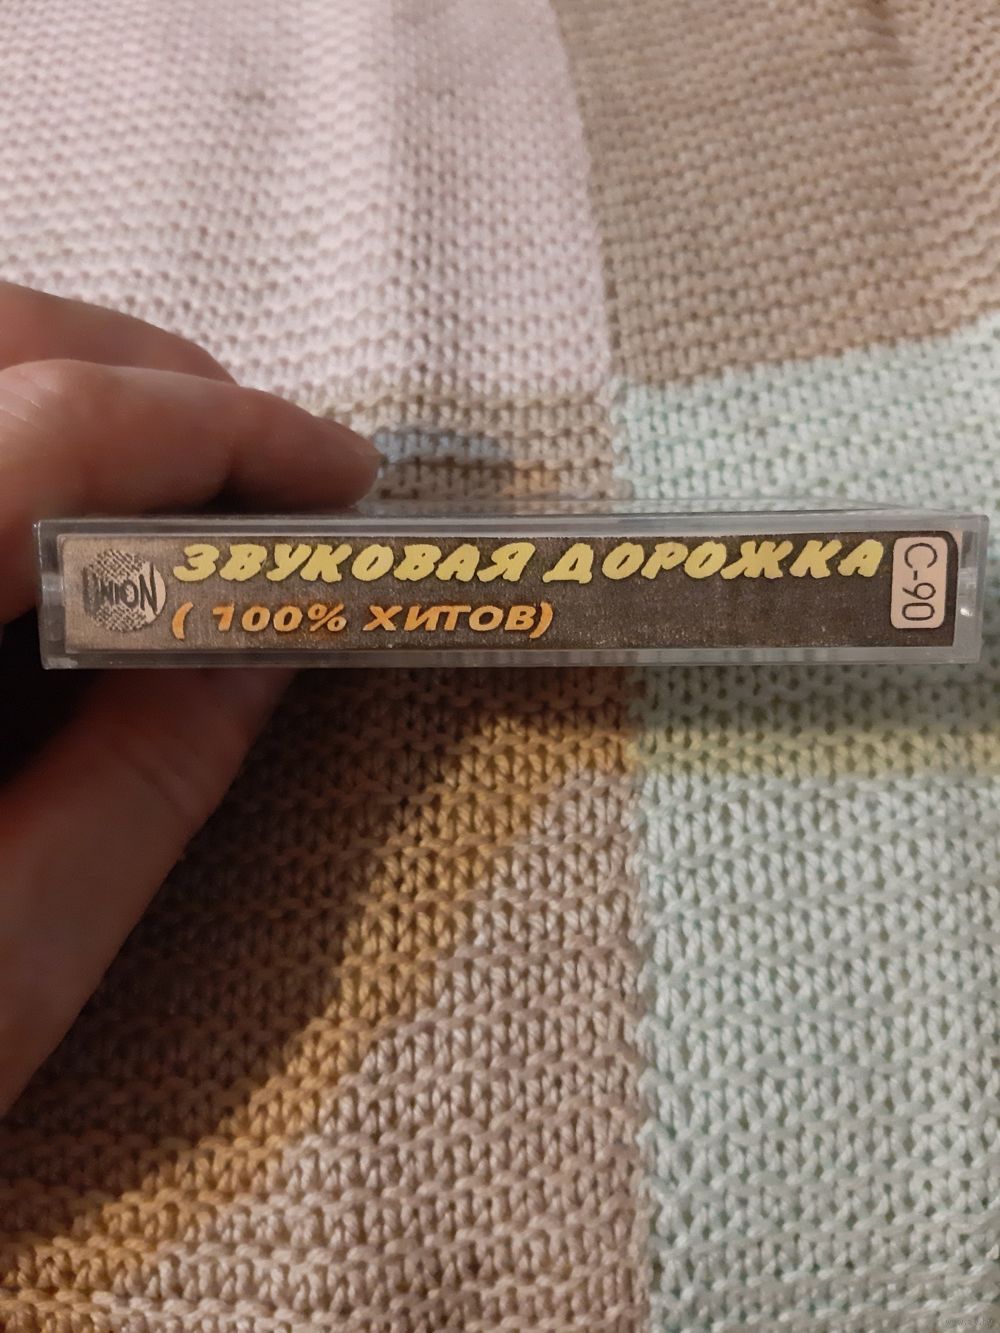 UNION
ЗВУКОВАЯ ДОРОЖКА
( 100% ХИТОВ)
C-90